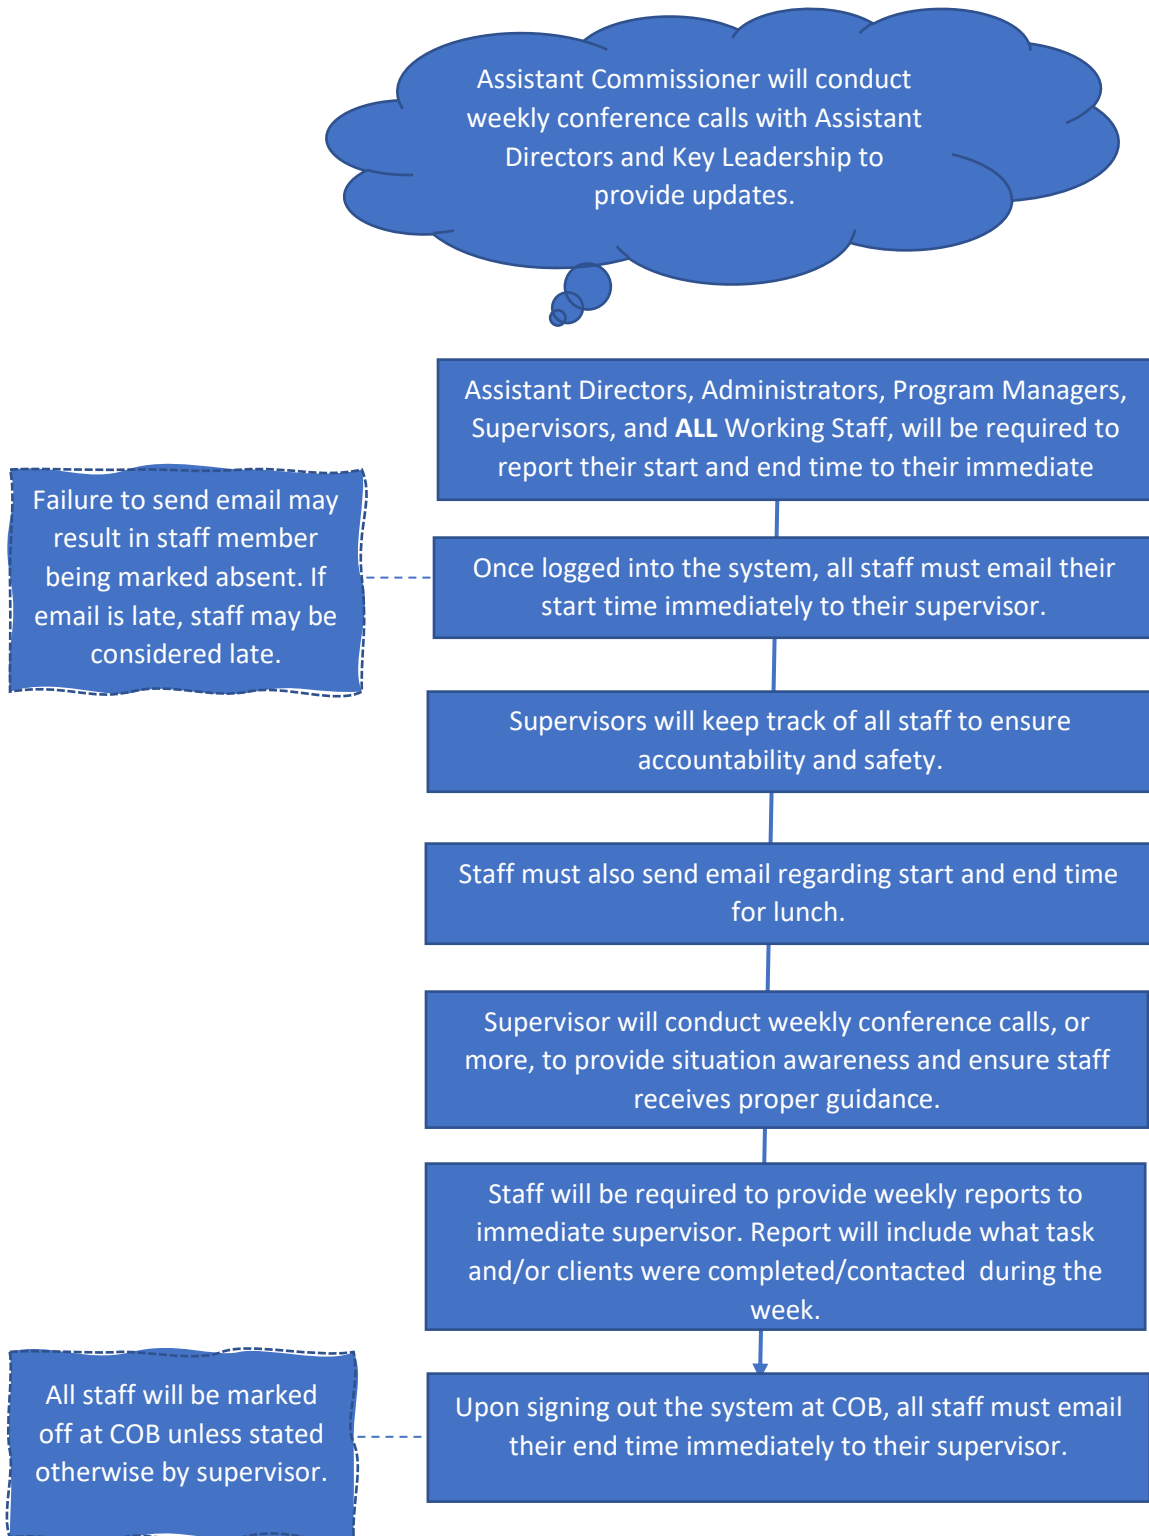 Assistant Commissioner will conduct
weekly conference calls with Assistant
Directors and Key Leadership to
provide updates.
Assistant Directors, Administrators, Program Managers,
Supervisors, and ALL Working Staff, will be required to
report their start and end time to their immediate
Failure to send email may
result in staff member
being marked absent. If
email is late, staff may be
considered late.
Once logged into the system, all staff must email their
start time immediately to their supervisor.
Supervisors will keep track of all staff to ensure
accountability and safety.
Staff must also send email regarding start and end time
for lunch.
Supervisor will conduct weekly conference calls, or
more, to provide situation awareness and ensure staff
receives proper guidance.
Staff will be required to provide weekly reports to
immediate supervisor. Report will include what task
and/or clients were completed/contacted  during the
week.
All staff will be marked
off at COB unless stated
otherwise by supervisor.
Upon signing out the system at COB, all staff must email
their end time immediately to their supervisor.